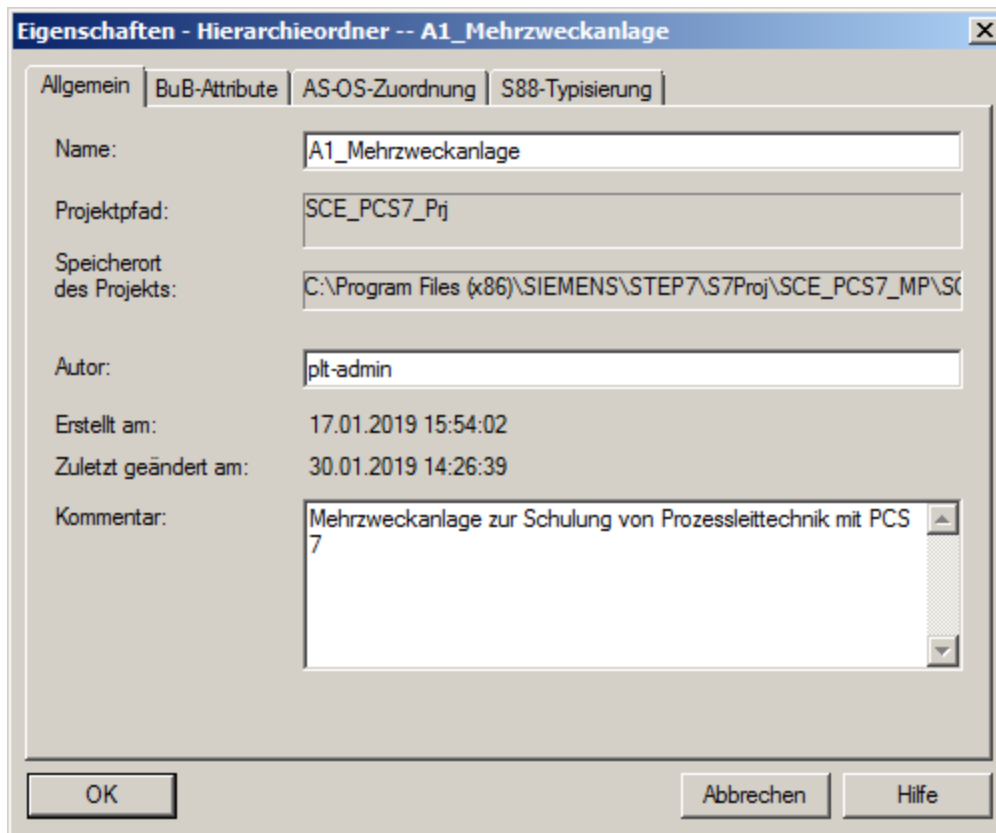 Eigenschaften - Hierarchieordner -- A1_Mehrzweckanlage
Allgemein BuB-Attribute AS-OS-Zuordnung S88-Typisierung
Name: A1_Mehrzweckanlage
Projektpfad: SCE_PCS7_Prj
Speicherort
des Projekts: C:\Program Files (x86)\SIEMENS\STEP7\S7Proj\SCE_PCS7_MP\SC
Autor: plt-admin
Erstellt am: 17.01.2019 15:54:02
Zuletzt geändert am: 30.01.2019 14:26:39
Kommentar: Mehrzweckanlage zur Schulung von Prozessleittechnik mit PCS
7
OK Abbrechen Hilfe